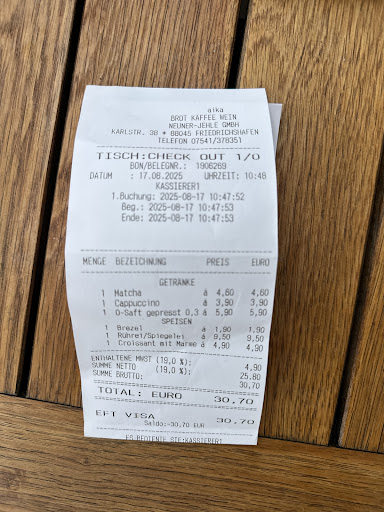 aika
BROT KAFFEE WEIN
NEUNER-JEHLE GMBH
KARLSTR. 38 * 88045 FRIEDRICHSHAFEN
TELEFON 07541/378351
TISCH:CHECK OUT 1/0
BON/BELEGNR.: 1906269
DATUM : 17.08.2025 UHRZEIT: 10:48
KASSIERER1
1.Buchung: 2025-08-17 10:47:52
Beg.: 2025-08-17 10:47:53
Ende: 2025-08-17 10:47:53
MENGE BEZEICHNUNG PREIS EURO
GETRÄNKE
1 Matcha á 4,60 4,60
1 Cappuccino á 3,90 3,90
1 O-Saft gepresst 0,3 á 5,90 5,90
SPEISEN
1 Brezel á 1,90 1,90
1 Rührei/Spiegelei á 9,50 9,50
1 Croissant mit Marme á 4,90 4,90
ENTHALTENE MWST (19,0 %): 4,90
SUMME NETTO (19,0 %): 25,80
SUMME BRUTTO: 30,70
TOTAL: EURO 30,70
EFT VISA 30,70
Saldo:-30,70 EUR
ES BEDIENTE SIE:KASSIERER1